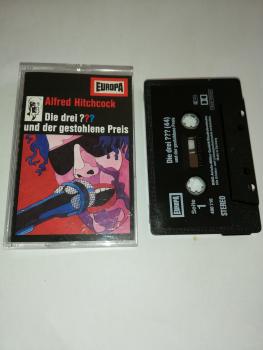 EUROPA
Alfred Hitchcock
Die drei ???
und der gestohlene Preis
Die drei ??? (44)
und der gestohlene Preis
EUROPA
Seite
1
STEREO